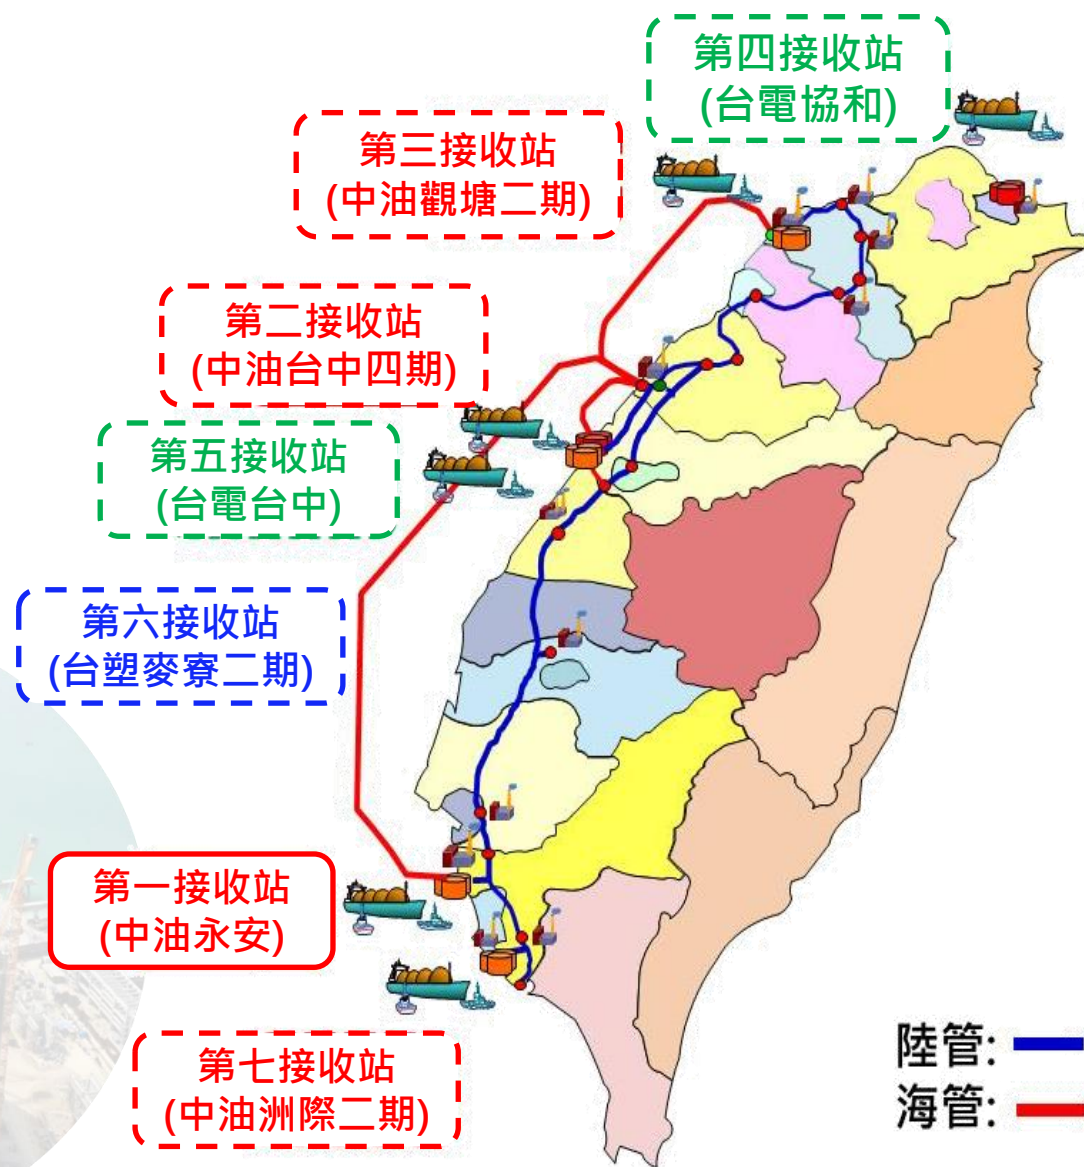 第四接收站
(台電協和)
第三接收站
(中油觀塘二期)
第二接收站
(中油台中四期)
第五接收站
(台電台中)
第六接收站
(台塑麥寮二期)
第一接收站
(中油永安)
第七接收站
(中油洲際二期)
陸管:
海管: